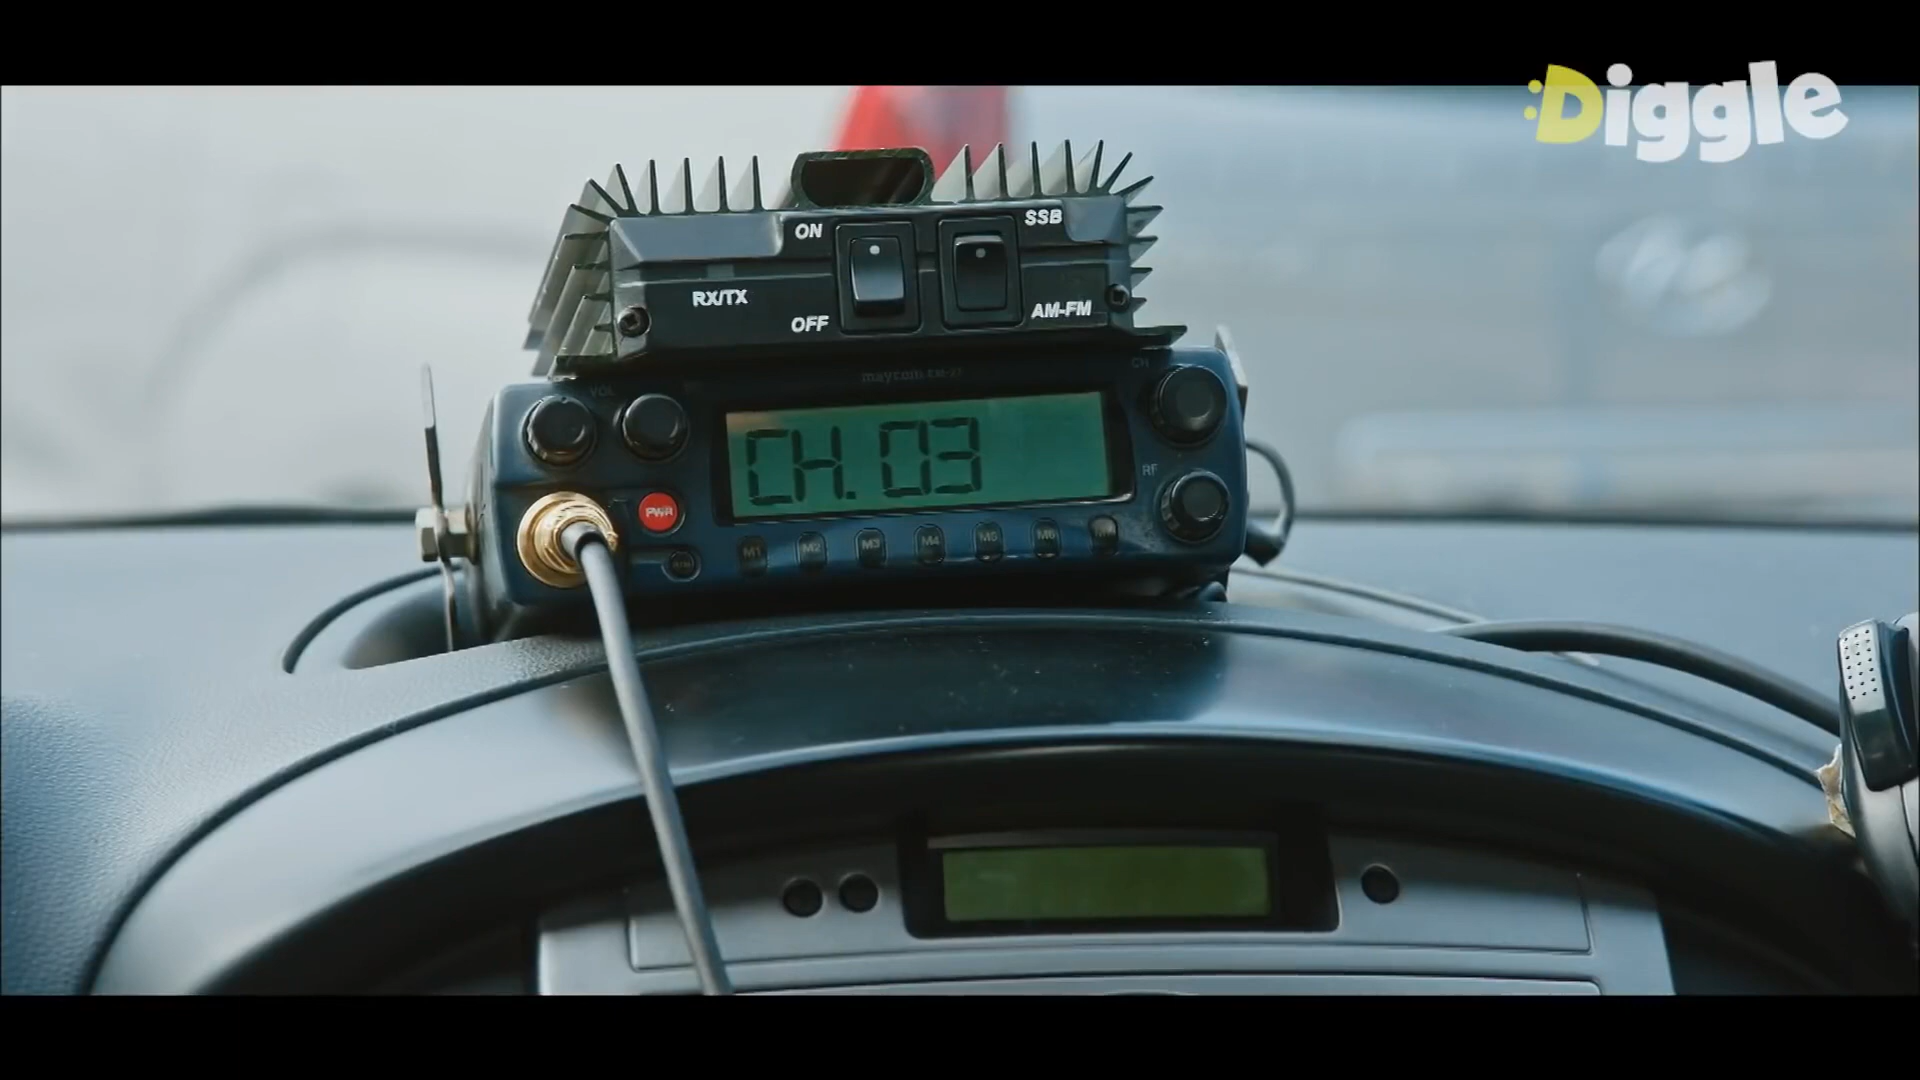 Diggle
ON
SSB
RX/TX
OFF
AM-FM
VOL
CH
CH.03
RF
PWR
M1
M2
M3
M4
M5
M6